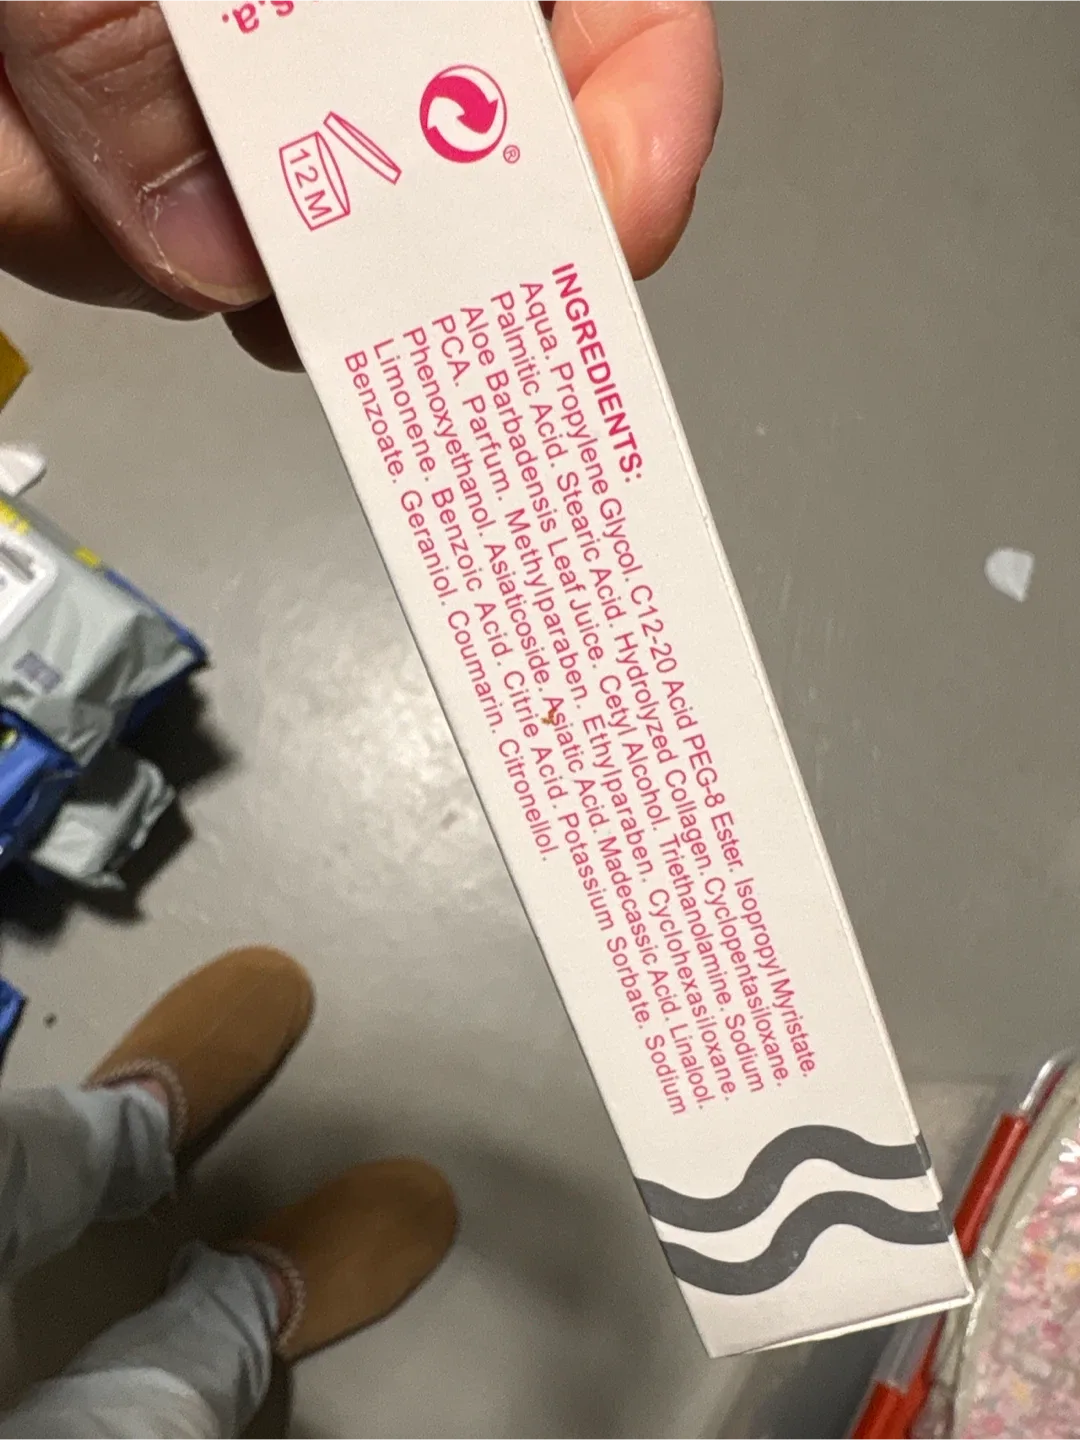 s.a.
®
12 M
INGREDIENTS:
Aqua. Propylene Glycol. C12-20 Acid PEG-8 Ester. Isopropyl Myristate.
Palmitic Acid. Stearic Acid. Hydrolyzed Collagen. Cyclopentasiloxane.
Aloe Barbadensis Leaf Juice. Cetyl Alcohol. Triethanolamine. Sodium
PCA. Parfum. Methylparaben. Ethylparaben. Cyclohexasiloxane.
Phenoxyethanol. Asiaticoside. Asiatic Acid. Madecassic Acid. Linalool.
Limonene. Benzoic Acid. Citrie Acid. Potassium Sorbate. Sodium
Benzoate. Geraniol. Coumarin. Citronellol.